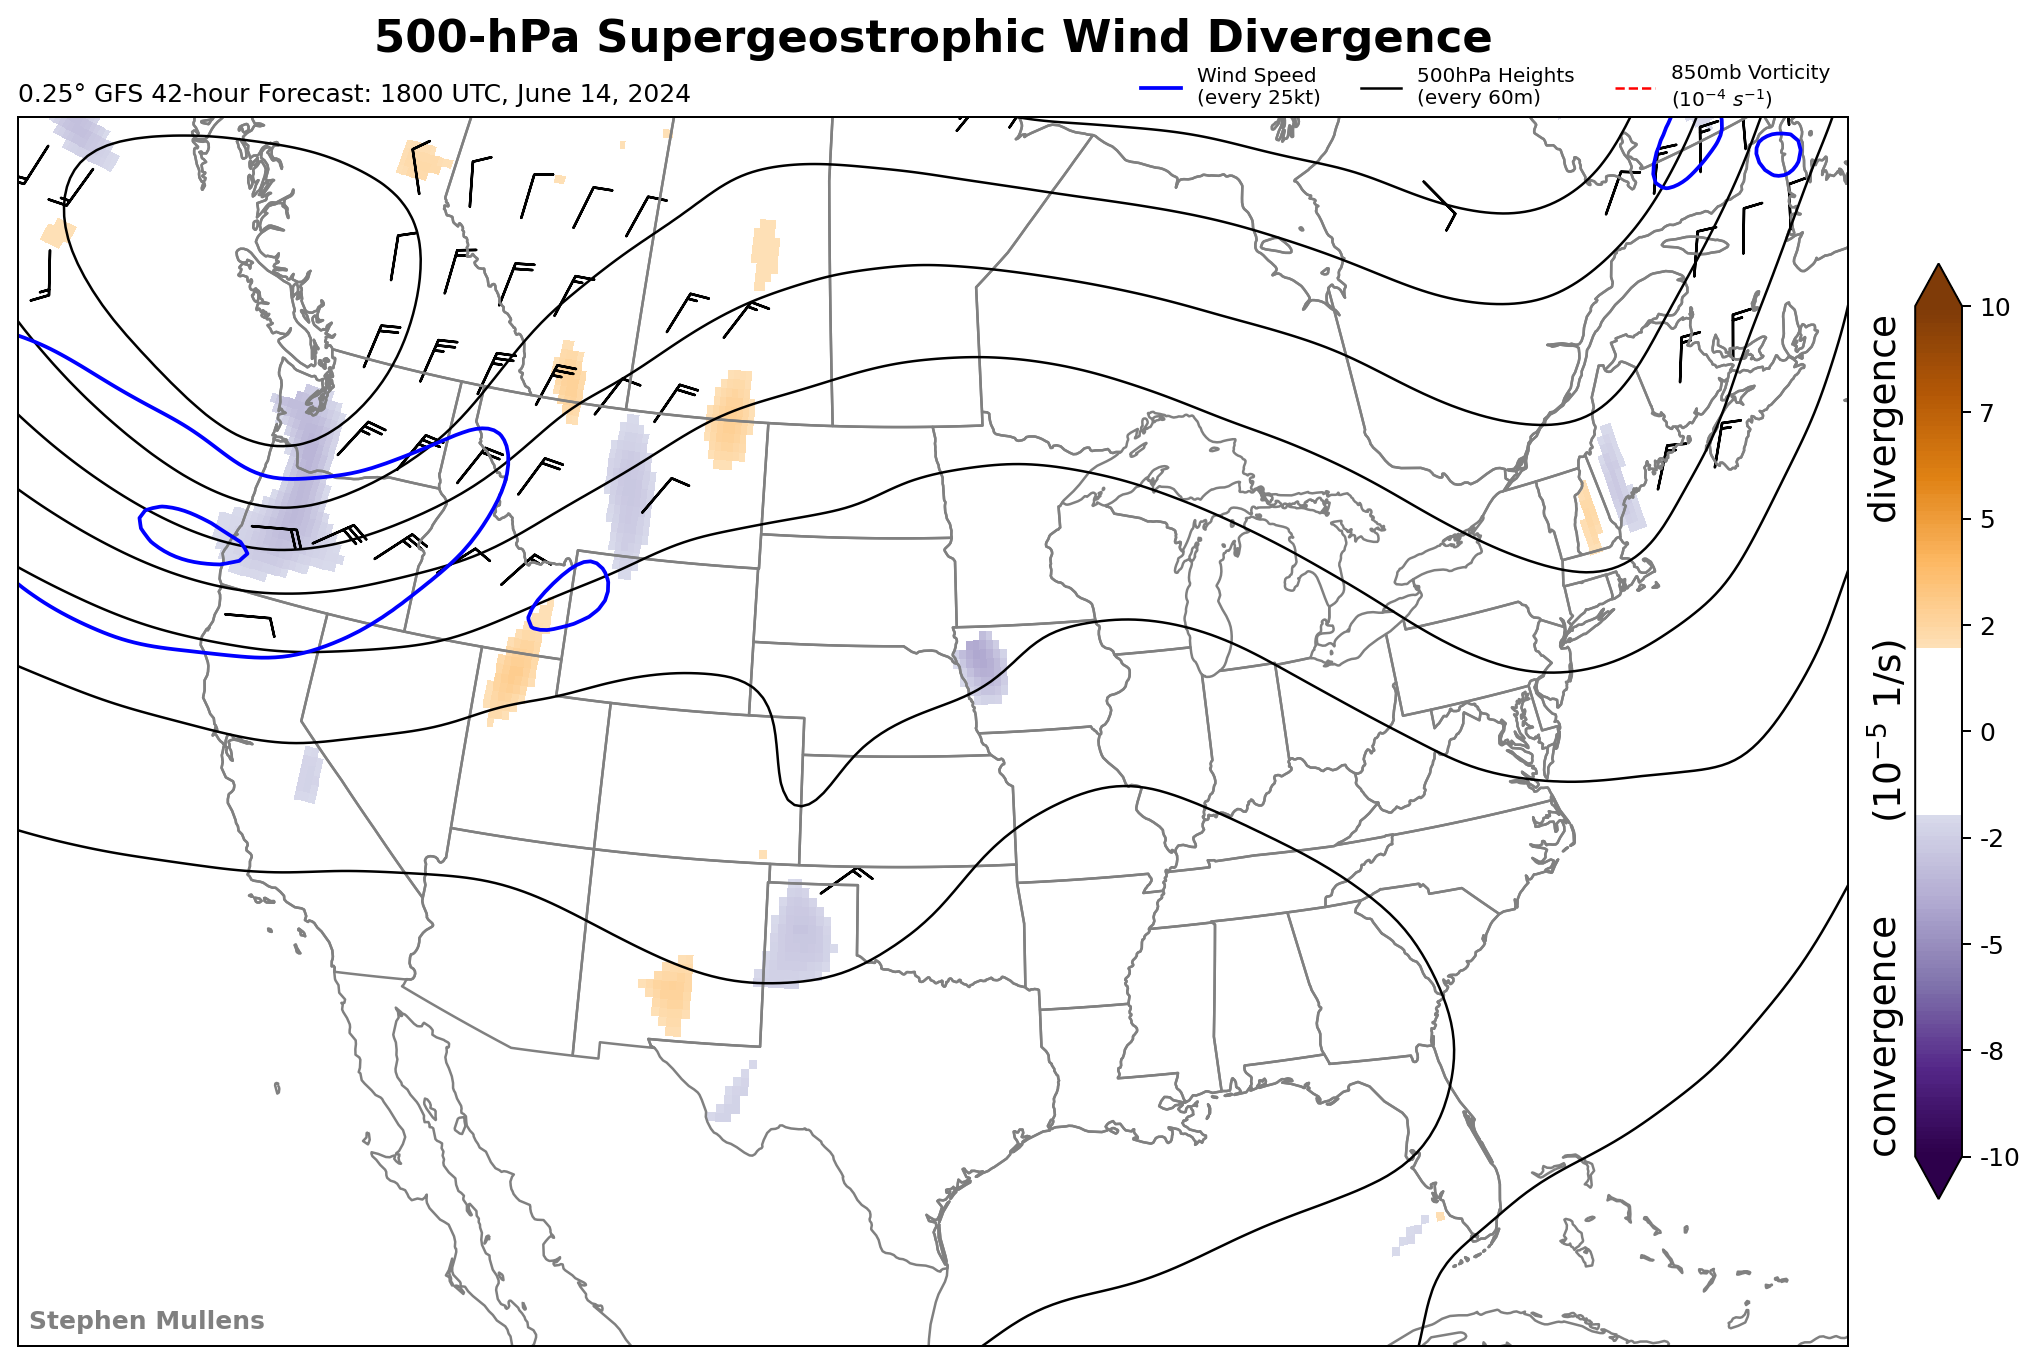 500-hPa Supergeostrophic Wind Divergence
0.25° GFS 42-hour Forecast: 1800 UTC, June 14, 2024
Wind Speed
(every 25kt)
500hPa Heights
(every 60m)
850mb Vorticity
(10⁻⁴ s⁻¹)
10
7
5
2
0
-2
-5
-8
-10
convergence (10⁻⁵ 1/s) divergence
Stephen Mullens